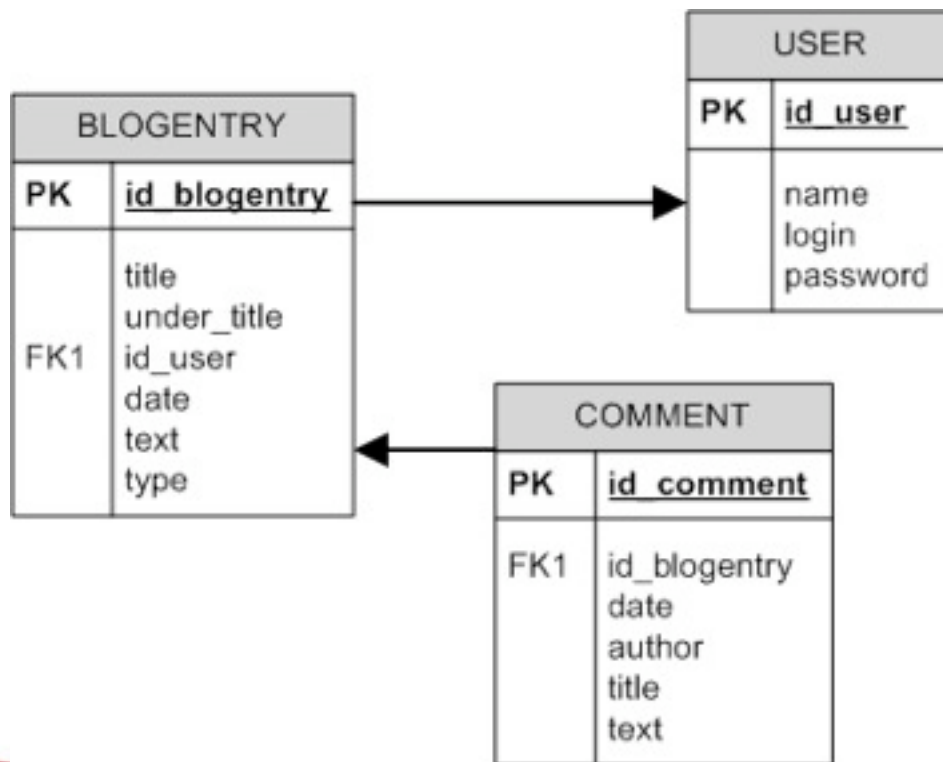 BLOGENTRY
PK id_blogentry
title
under_title
FK1 id_user
date
text
type
USER
PK id_user
name
login
password
COMMENT
PK id_comment
FK1 id_blogentry
date
author
title
text